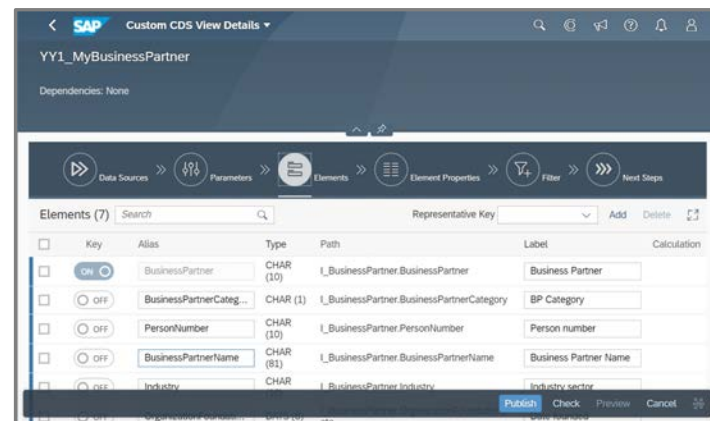 SAP Custom CDS View Details
YY1_MyBusinessPartner
Dependencies: None
Data Sources Parameters Elements Element Properties Filter Next Steps
Elements (7) Search Representative Key Add Delete
Key Alias Type Path Label Calculation
ON BusinessPartner CHAR (10) I_BusinessPartner.BusinessPartner Business Partner
OFF BusinessPartnerCateg... CHAR (1) I_BusinessPartner.BusinessPartnerCategory BP Category
OFF PersonNumber CHAR (10) I_BusinessPartner.PersonNumber Person number
OFF BusinessPartnerName CHAR (81) I_BusinessPartner.BusinessPartnerName Business Partner Name
OFF Industry CHAR I_BusinessPartner.Industry Industry sector
Publish Check Preview Cancel